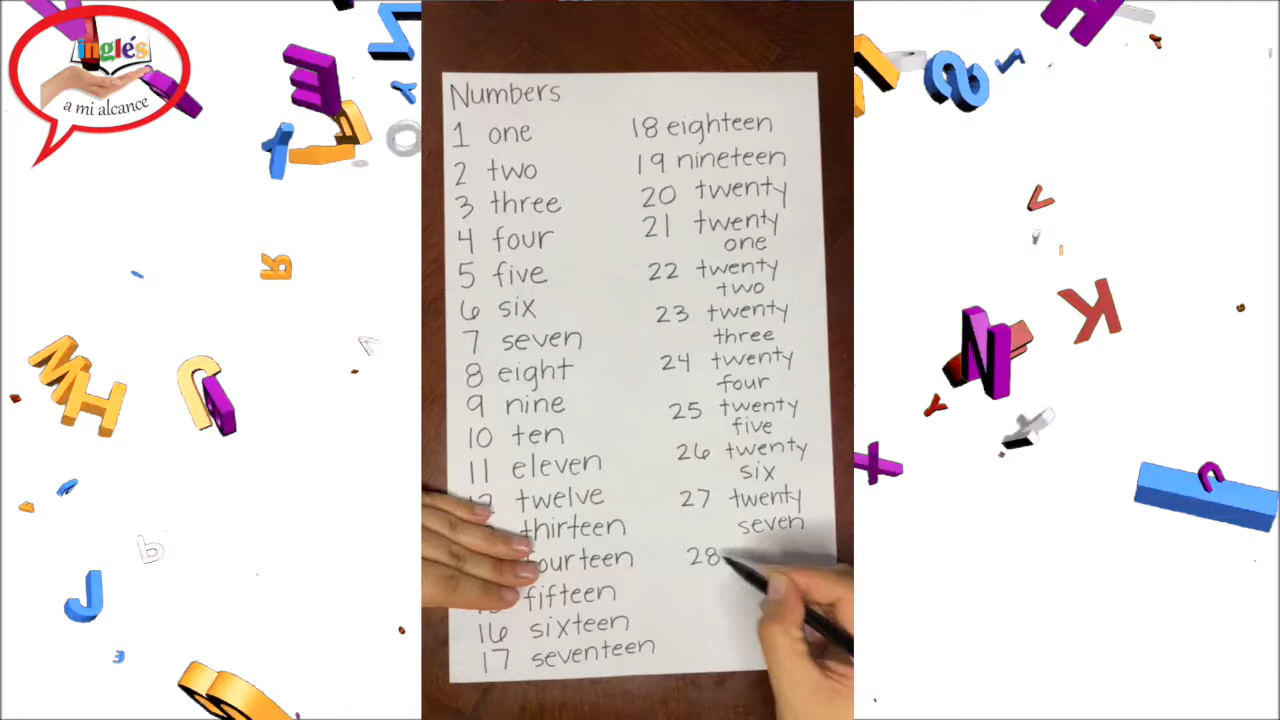 inglés
a mi alcance
Numbers
1 one
2 two
3 three
4 four
5 five
6 six
7 seven
8 eight
9 nine
10 ten
11 eleven
twelve
thirteen
fourteen
fifteen
16 sixteen
17 seventeen
18 eighteen
19 nineteen
20 twenty
21 twenty
one
22 twenty
two
23 twenty
three
24 twenty
four
25 twenty
five
26 twenty
six
27 twenty
seven
28